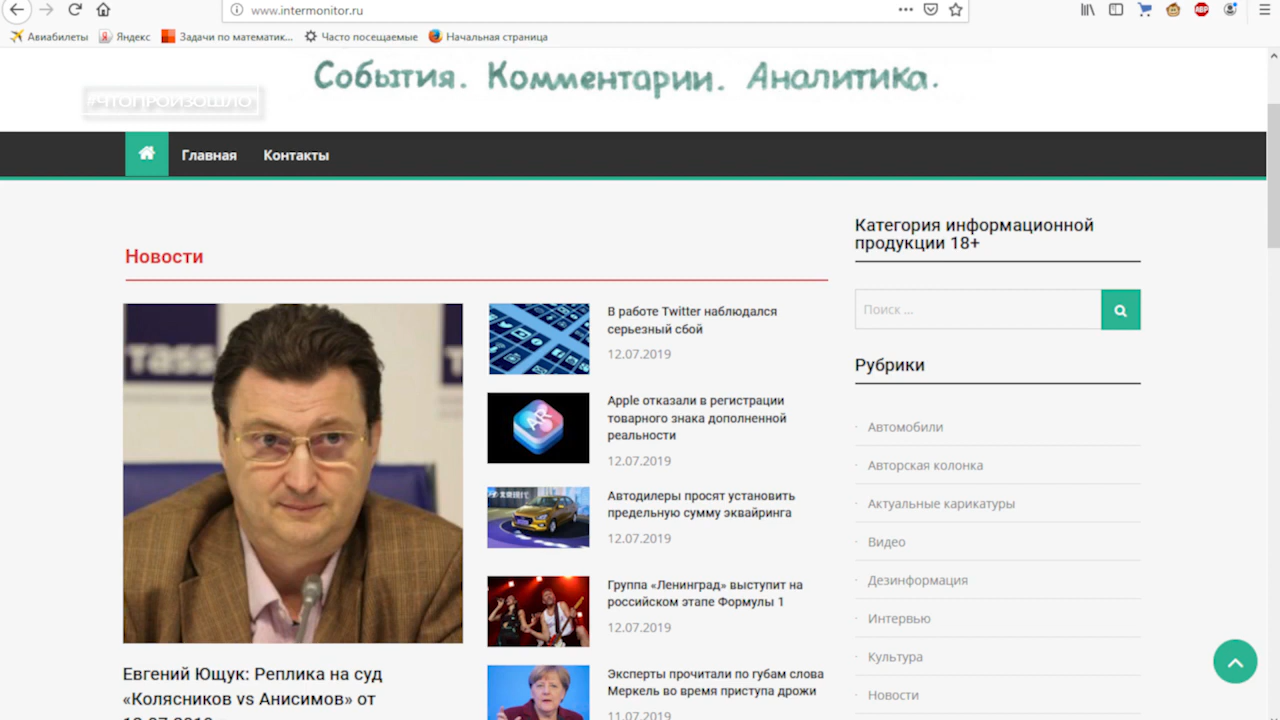 www.intermonitor.ru
Авиабилеты
Яндекс
Задачи по математик...
Часто посещаемые
Начальная страница
События. Комментарии. Аналитика.
#ЧТОПРОИЗОШЛО
Главная
Контакты
Новости
tass
Евгений Ющук: Реплика на суд
«Колясников vs Анисимов» от
В работе Twitter наблюдался
серьезный сбой
12.07.2019
Apple отказали в регистрации
товарного знака дополненной
реальности
12.07.2019
Автодилеры просят установить
предельную сумму эквайринга
12.07.2019
Группа «Ленинград» выступит на
российском этапе Формулы 1
12.07.2019
Эксперты прочитали по губам слова
Меркель во время приступа дрожи
11.07.2019
Категория информационной
продукции 18+
Поиск ...
Рубрики
Автомобили
Авторская колонка
Актуальные карикатуры
Видео
Дезинформация
Интервью
Культура
Новости
ABP
AR